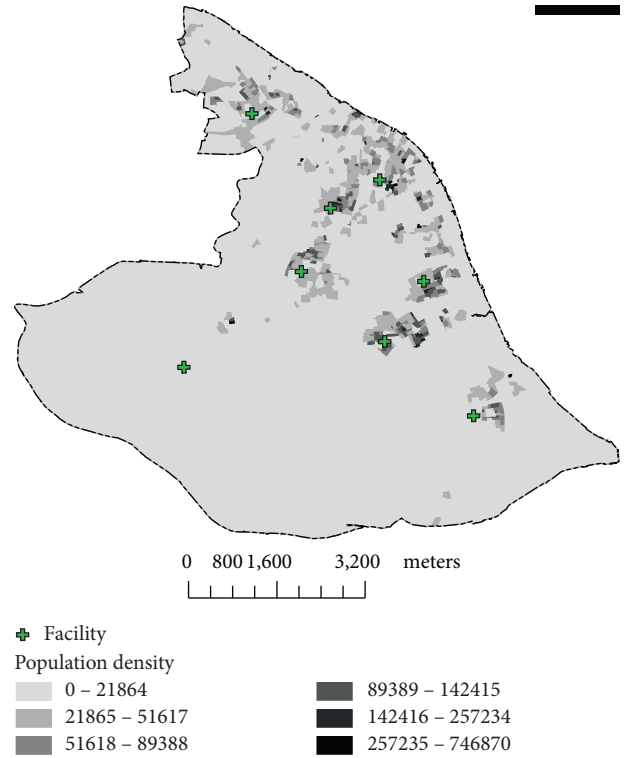 0 800 1,600 3,200 meters
Facility
Population density
0 – 21864
21865 – 51617
51618 – 89388
89389 – 142415
142416 – 257234
257235 – 746870